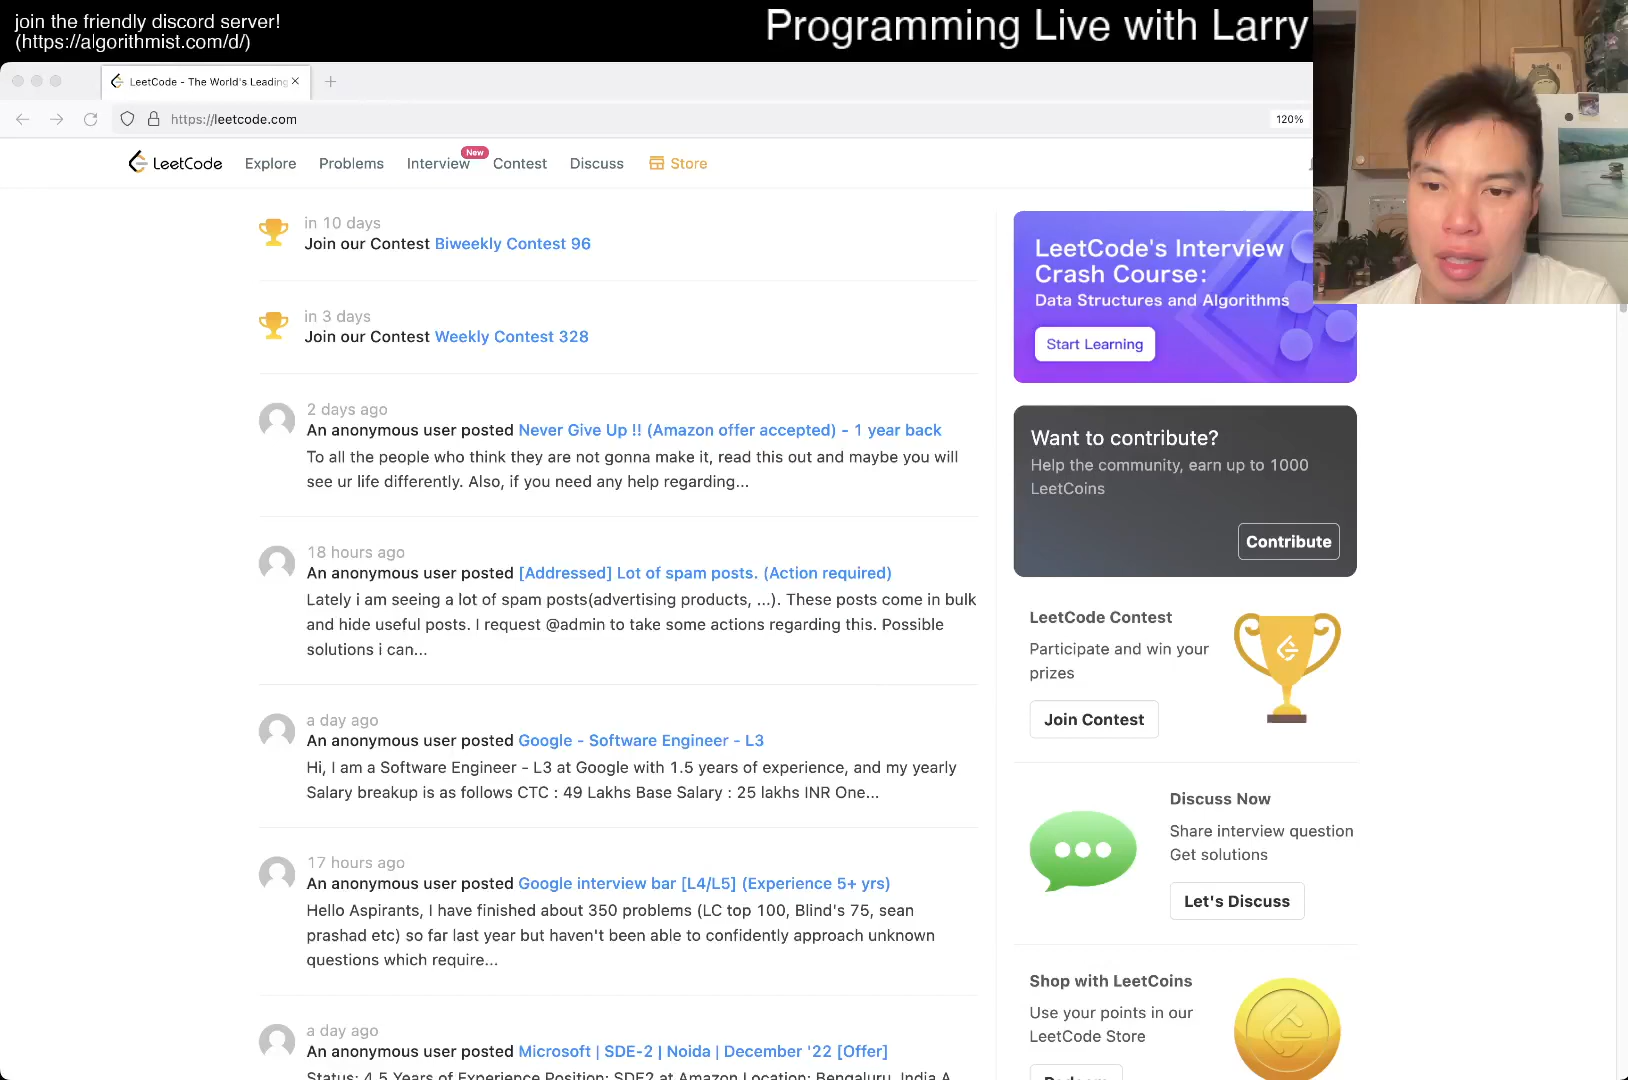 join the friendly discord server!
(https://algorithmist.com/d/)
Programming Live with Larry
LeetCode - The World's Leading
https://leetcode.com
120%
LeetCode
Explore
Problems
Interview
New
Contest
Discuss
Store
in 10 days
Join our Contest Biweekly Contest 96
in 3 days
Join our Contest Weekly Contest 328
2 days ago
An anonymous user posted Never Give Up !! (Amazon offer accepted) - 1 year back
To all the people who think they are not gonna make it, read this out and maybe you will
see ur life differently. Also, if you need any help regarding...
18 hours ago
An anonymous user posted [Addressed] Lot of spam posts. (Action required)
Lately i am seeing a lot of spam posts(advertising products, ...). These posts come in bulk
and hide useful posts. I request @admin to take some actions regarding this. Possible
solutions i can...
a day ago
An anonymous user posted Google - Software Engineer - L3
Hi, I am a Software Engineer - L3 at Google with 1.5 years of experience, and my yearly
Salary breakup is as follows CTC : 49 Lakhs Base Salary : 25 lakhs INR One...
17 hours ago
An anonymous user posted Google interview bar [L4/L5] (Experience 5+ yrs)
Hello Aspirants, I have finished about 350 problems (LC top 100, Blind's 75, sean
prashad etc) so far last year but haven't been able to confidently approach unknown
questions which require...
a day ago
An anonymous user posted Microsoft | SDE-2 | Noida | December '22 [Offer]
Status: 4.5 Years of Experience Position: SDE2 at Amazon Location: Bengaluru, India A
LeetCode's Interview
Crash Course:
Data Structures and Algorithms
Start Learning
Want to contribute?
Help the community, earn up to 1000
LeetCoins
Contribute
LeetCode Contest
Participate and win your
prizes
Join Contest
Discuss Now
Share interview question
Get solutions
Let's Discuss
Shop with LeetCoins
Use your points in our
LeetCode Store